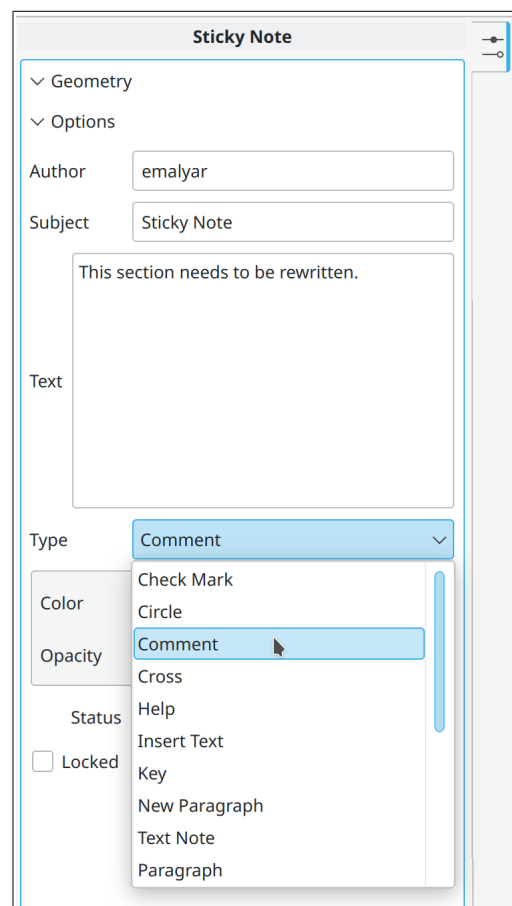 Sticky Note
Geometry
Options
Author emalyar
Subject Sticky Note
This section needs to be rewritten.
Text
Type Comment
Check Mark
Color
Circle
Comment
Opacity
Cross
Help
Status
Insert Text
Locked
Key
New Paragraph
Text Note
Paragraph